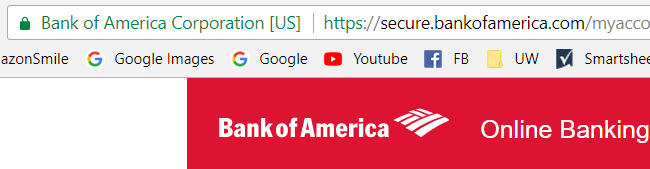 Bank of America Corporation [US] https://secure.bankofamerica.com/myacco
azonSmile Google Images Google Youtube FB UW Smartshee
Bank of America Online Banking